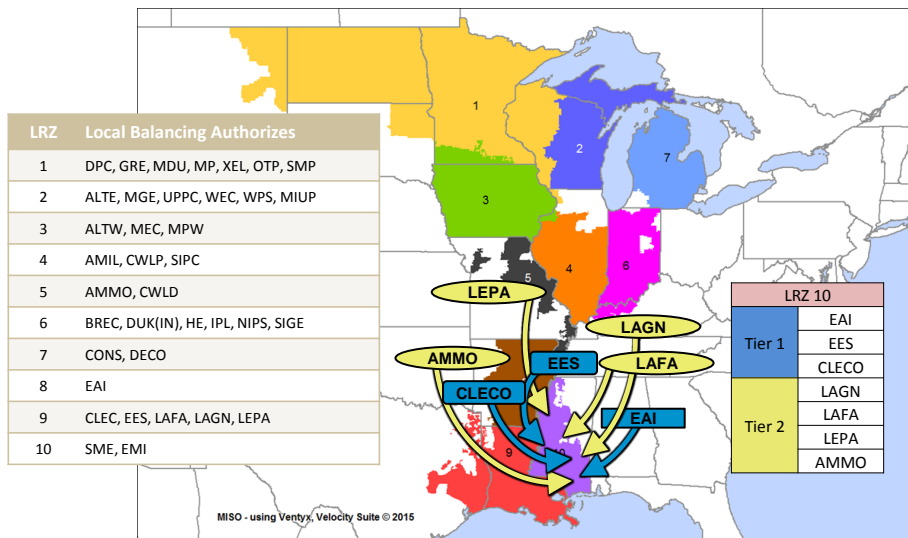 LRZ Local Balancing Authorizes
1 DPC, GRE, MDU, MP, XEL, OTP, SMP
2 ALTE, MGE, UPPC, WEC, WPS, MIUP
3 ALTW, MEC, MPW
4 AMIL, CWLP, SIPC
5 AMMO, CWLD
6 BREC, DUK(IN), HE, IPL, NIPS, SIGE
7 CONS, DECO
8 EAI
9 CLEC, EES, LAFA, LAGN, LEPA
10 SME, EMI
1
2
7
3
4
6
5
LEPA
LAGN
AMMO
EES
LAFA
CLECO
EAI
9
10
LRZ 10
Tier 1
EAI
EES
CLECO
Tier 2
LAGN
LAFA
LEPA
AMMO
MISO - using Ventyx, Velocity Suite © 2015